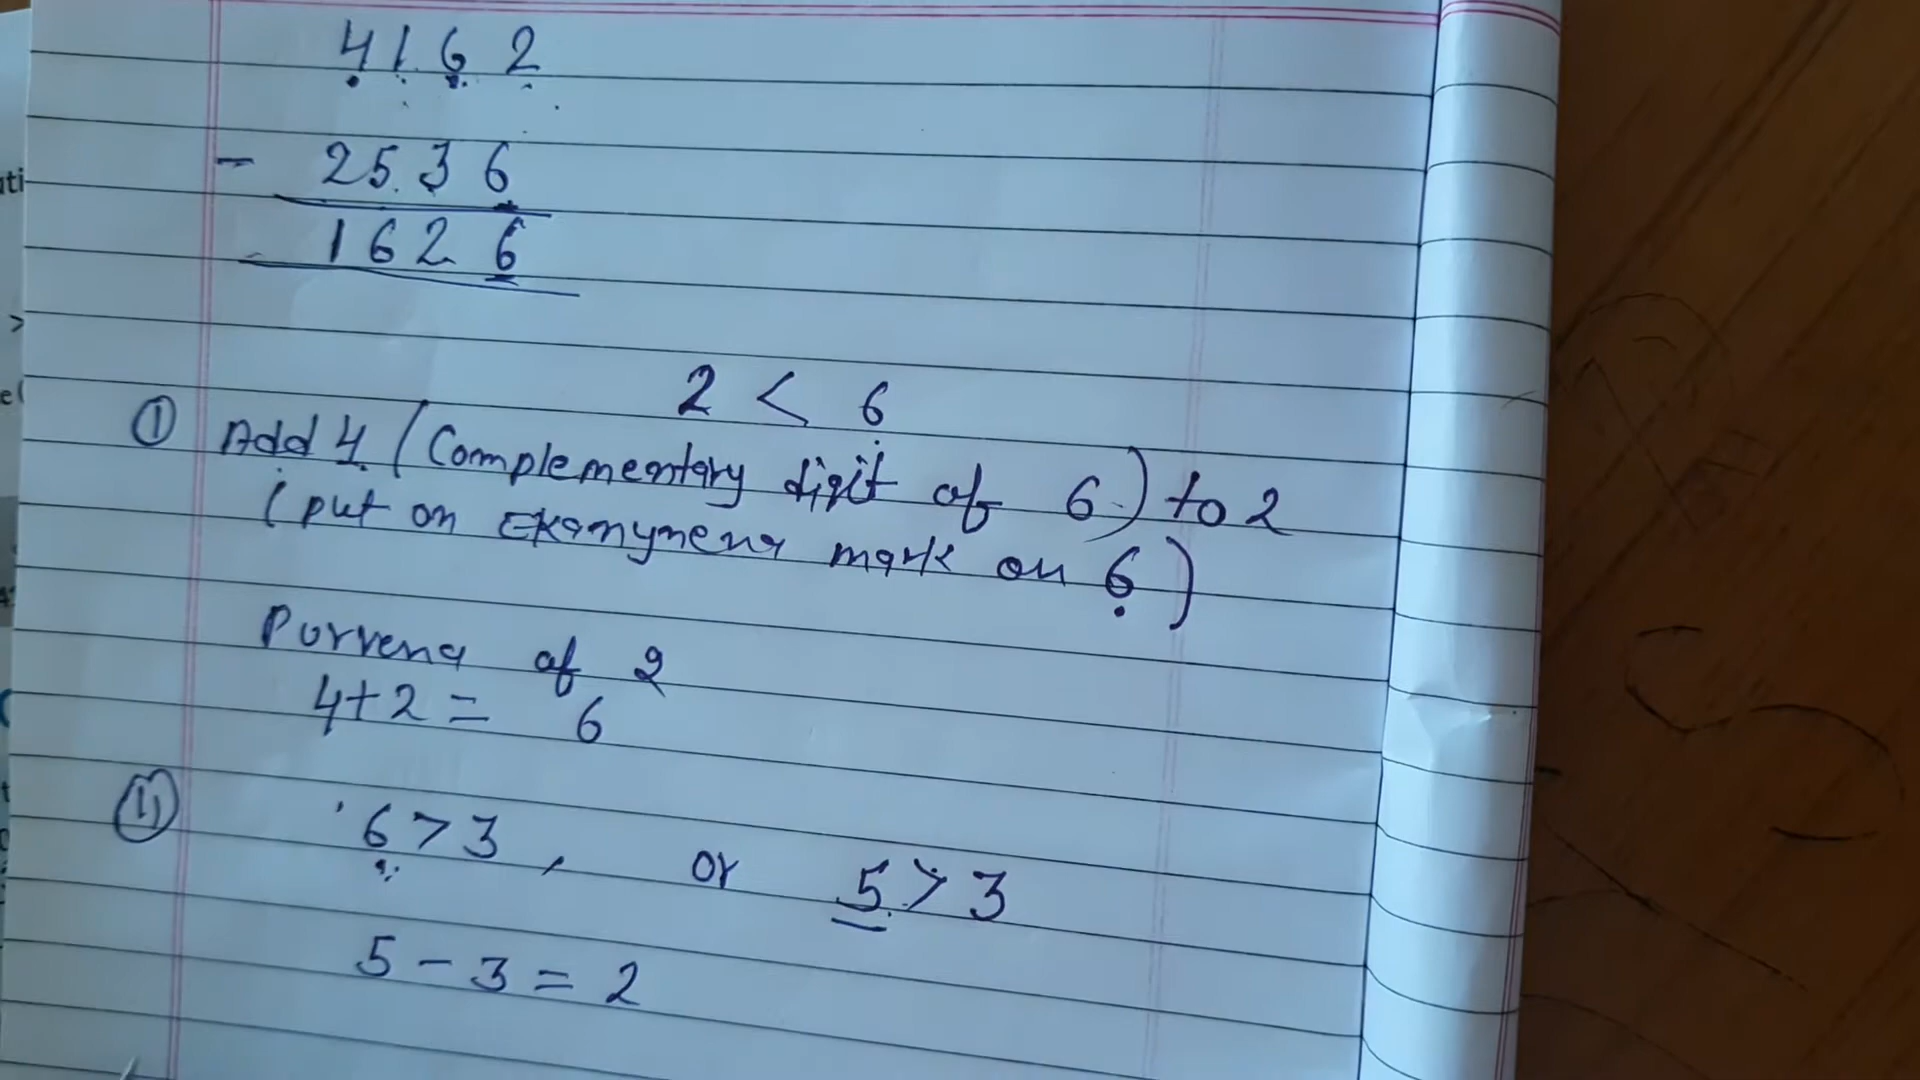 4162
- 2536
1626
2 < 6
① Add 4 (Complementary digit of 6) to 2
(put on Ekanynena mark on 6)
Purvena of 2
4+2 = 6
ⅱ 6 > 3, or 5 > 3
5 - 3 = 2